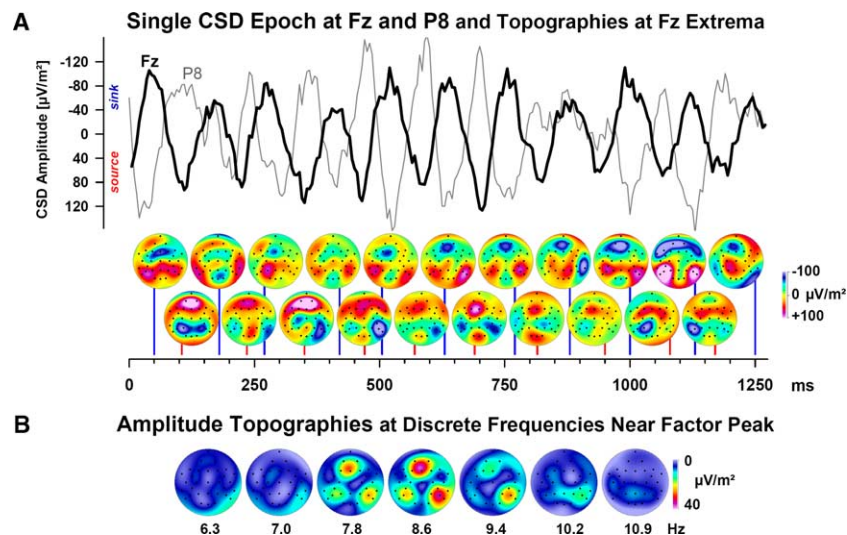 A
Single CSD Epoch at Fz and P8 and Topographies at Fz Extrema
CSD Amplitude [µV/m²]
-120
-80
-40
0
40
80
120
sink
source
Fz
P8
-100
0 µV/m²
+100
0 250 500 750 1000 1250 ms
B
Amplitude Topographies at Discrete Frequencies Near Factor Peak
0
µV/m²
40
6.3 7.0 7.8 8.6 9.4 10.2 10.9 Hz